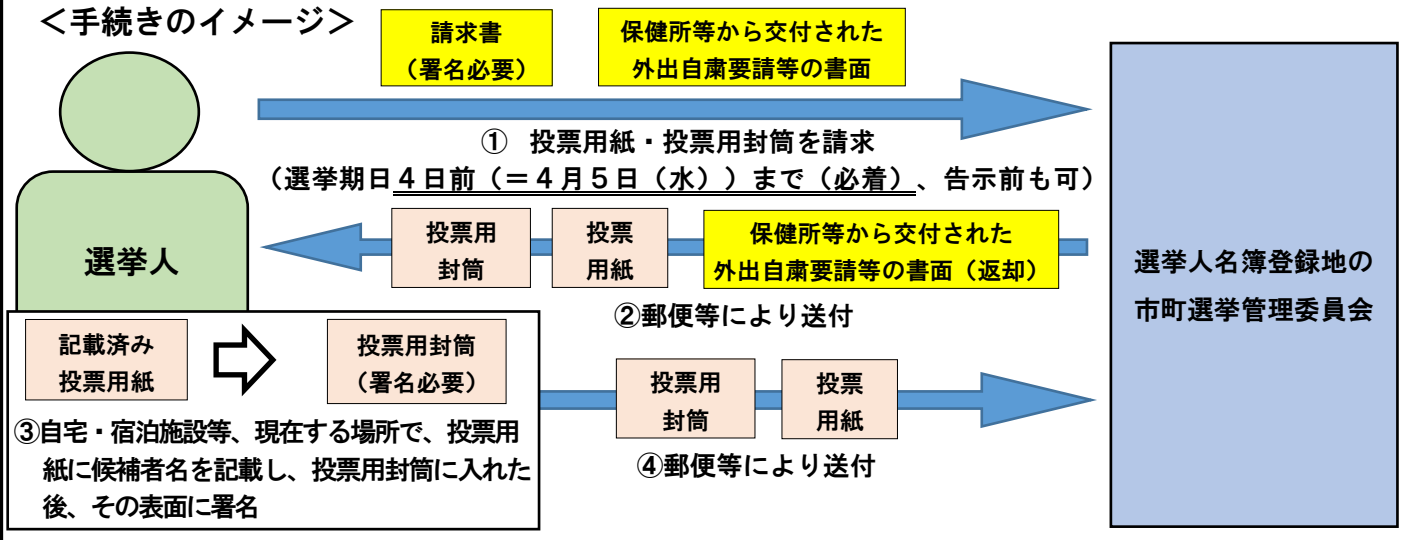 ＜手続きのイメージ＞
請求書
（署名必要）
保健所等から交付された
外出自粛要請等の書面
① 投票用紙・投票用封筒を請求
（選挙期日４日前（＝４月５日（水））まで（必着）、告示前も可）
選挙人
投票用
封筒
投票
用紙
保健所等から交付された
外出自粛要請等の書面（返却）
②郵便等により送付
選挙人名簿登録地の
市町選挙管理委員会
記載済み
投票用紙
投票用封筒
（署名必要）
③自宅・宿泊施設等、現在する場所で、投票用
紙に候補者名を記載し、投票用封筒に入れた
後、その表面に署名
投票用
封筒
投票
用紙
④郵便等により送付